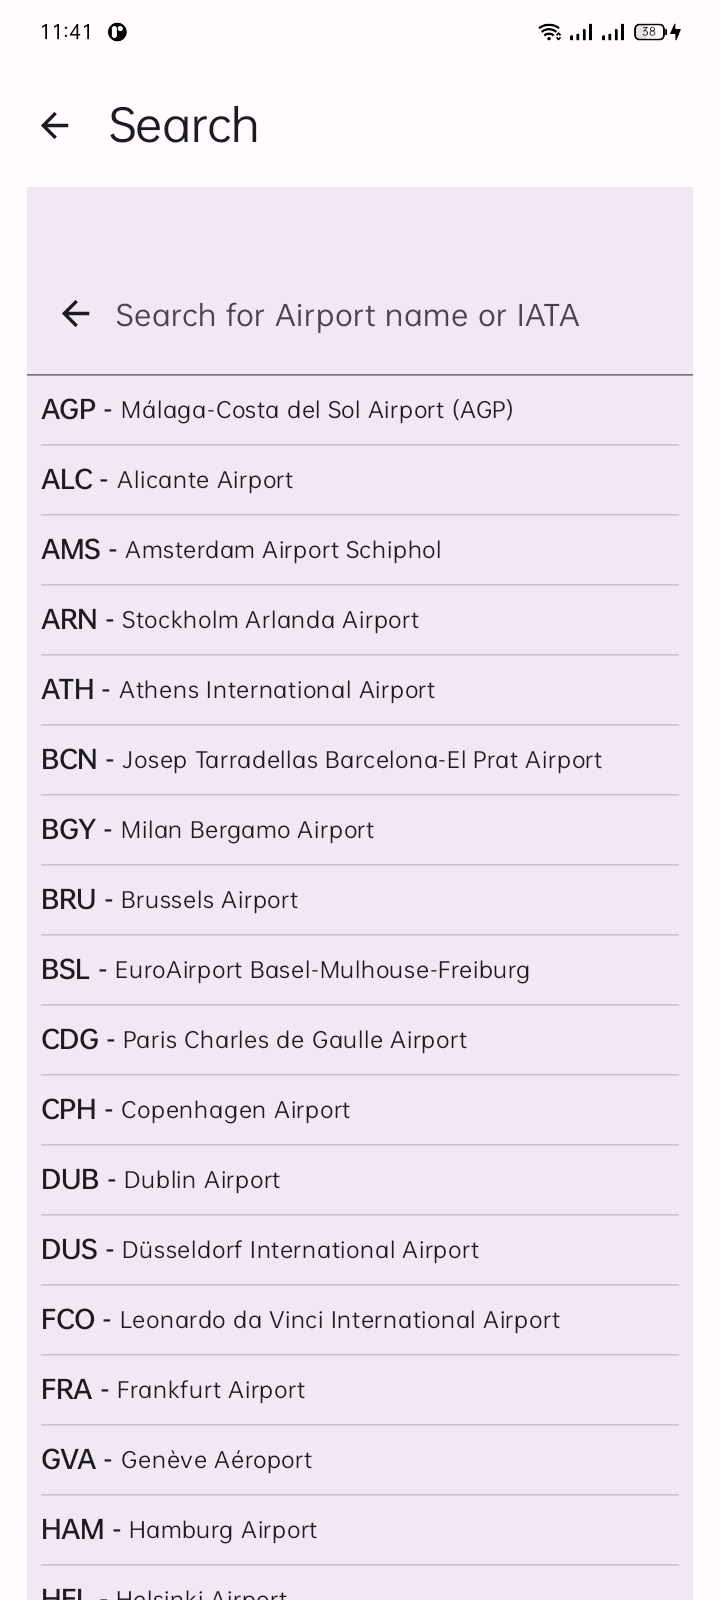 11:41
38
Search
Search for Airport name or IATA
AGP - Málaga-Costa del Sol Airport (AGP)
ALC - Alicante Airport
AMS - Amsterdam Airport Schiphol
ARN - Stockholm Arlanda Airport
ATH - Athens International Airport
BCN - Josep Tarradellas Barcelona-El Prat Airport
BGY - Milan Bergamo Airport
BRU - Brussels Airport
BSL - EuroAirport Basel-Mulhouse-Freiburg
CDG - Paris Charles de Gaulle Airport
CPH - Copenhagen Airport
DUB - Dublin Airport
DUS - Düsseldorf International Airport
FCO - Leonardo da Vinci International Airport
FRA - Frankfurt Airport
GVA - Genève Aéroport
HAM - Hamburg Airport
HEL - Helsinki Airport